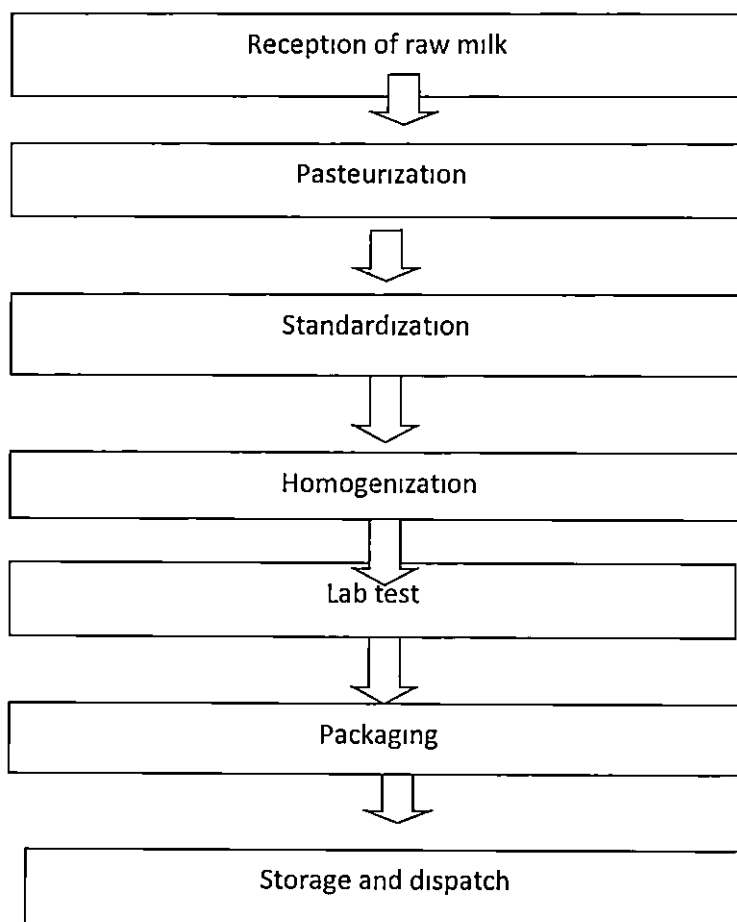 Reception of raw milk
Pasteurization
Standardization
Homogenization
Lab test
Packaging
Storage and dispatch